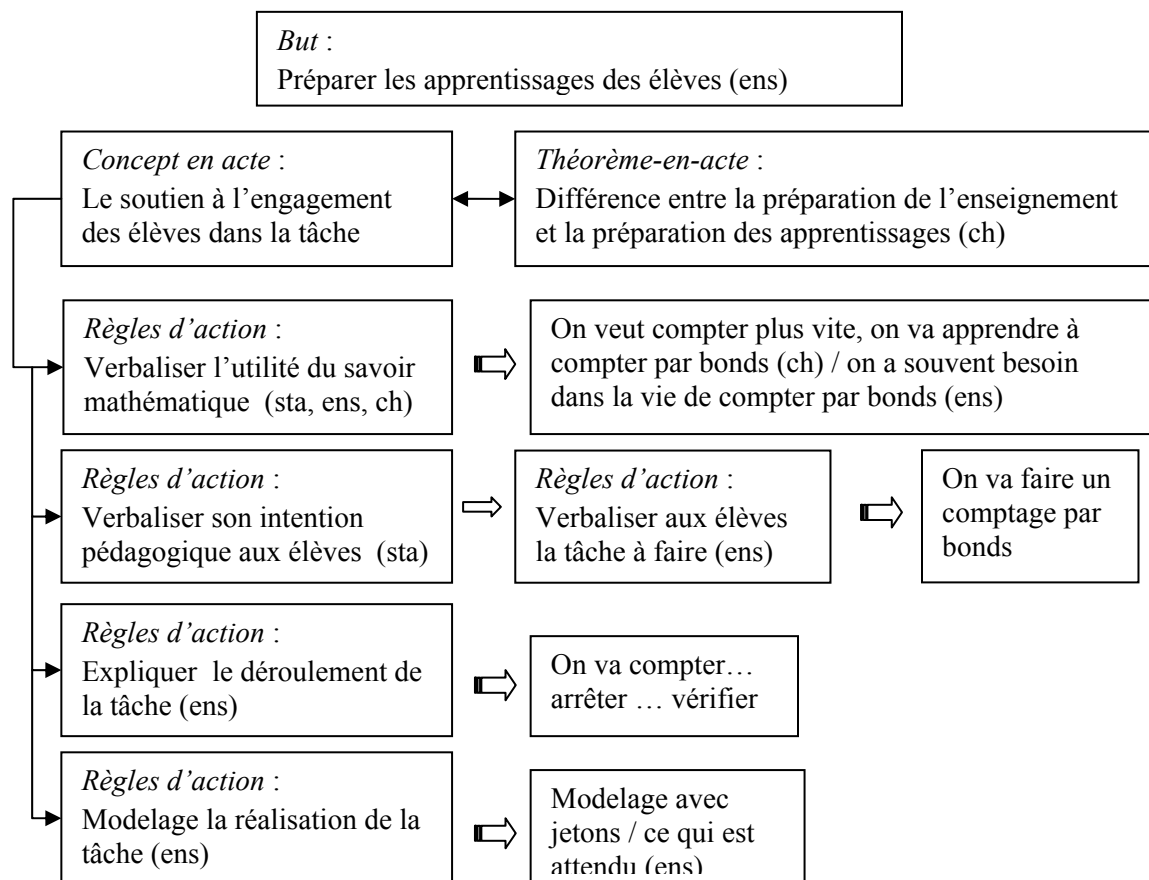 But :
Préparer les apprentissages des élèves (ens)
Concept en acte :
Le soutien à l’engagement
des élèves dans la tâche
Théorème-en-acte :
Différence entre la préparation de l’enseignement
et la préparation des apprentissages (ch)
Règles d’action :
Verbaliser l’utilité du savoir
mathématique (sta, ens, ch)
On veut compter plus vite, on va apprendre à
compter par bonds (ch) / on a souvent besoin
dans la vie de compter par bonds (ens)
Règles d’action :
Verbaliser son intention
pédagogique aux élèves (sta)
Règles d’action :
Verbaliser aux élèves
la tâche à faire (ens)
On va faire un
comptage par
bonds
Règles d’action :
Expliquer le déroulement de
la tâche (ens)
On va compter…
arrêter … vérifier
Règles d’action :
Modelage la réalisation de la
tâche (ens)
Modelage avec
jetons / ce qui est
attendu (ens)